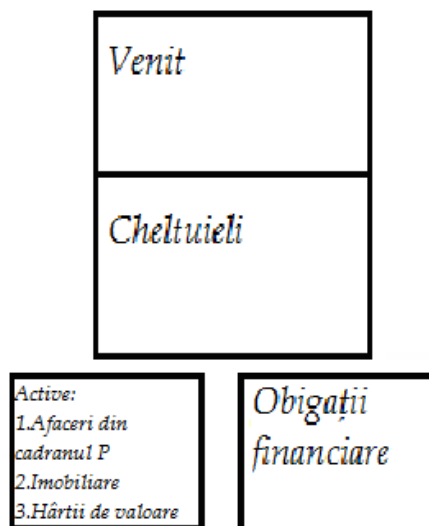 Venit
Cheltuieli
Active:
1.Afaceri din
cadranul P
2.Imobiliare
3.Hârtii de valoare
Obigații
financiare